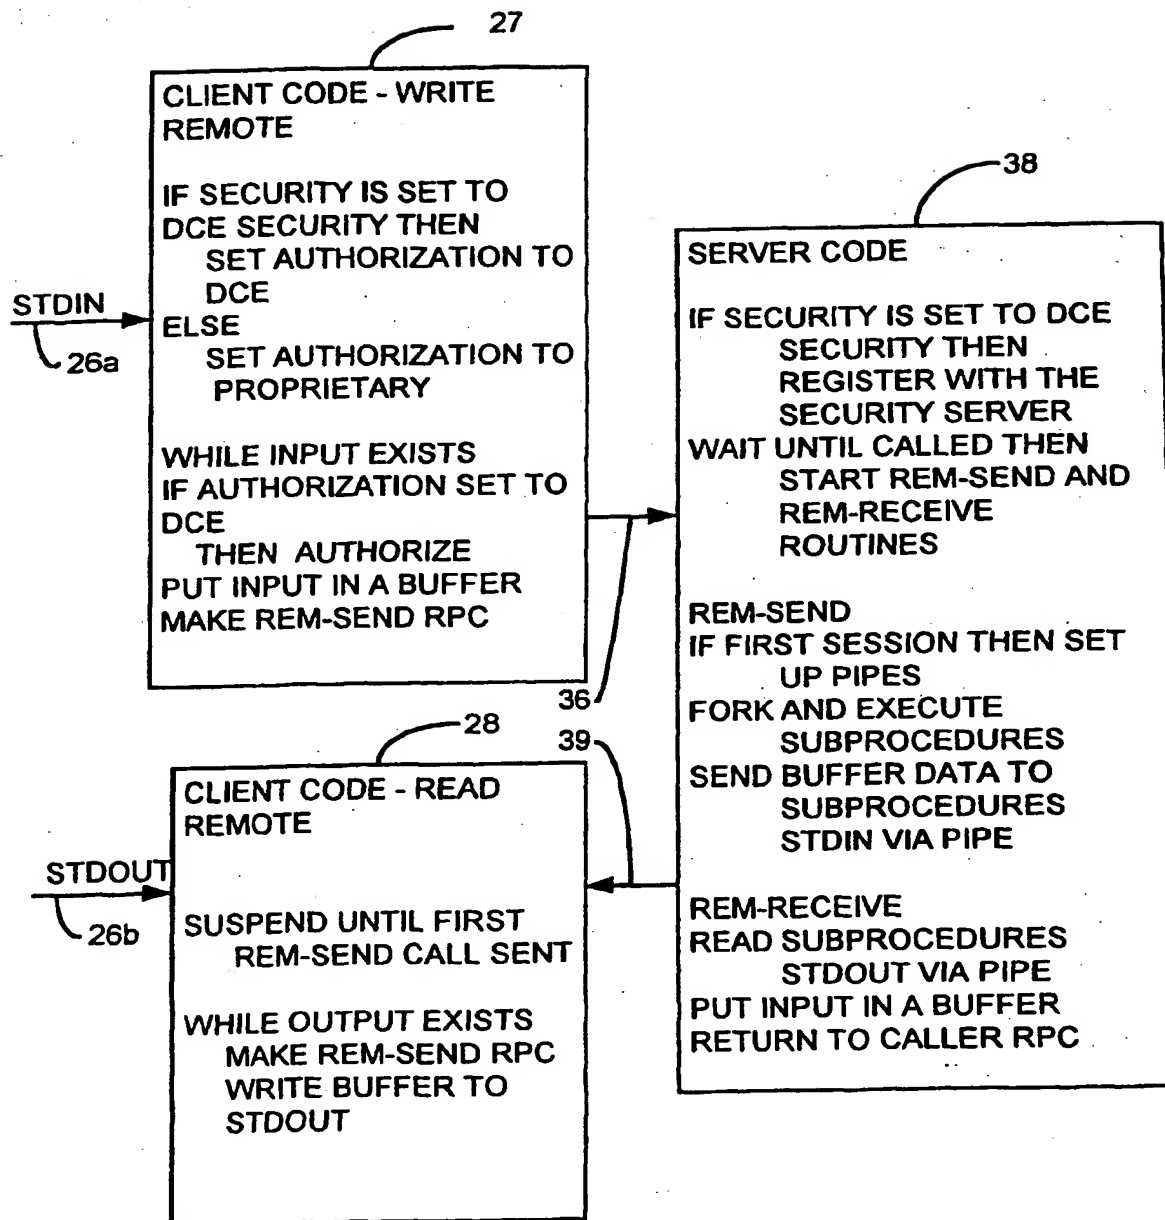 27
CLIENT CODE - WRITE
REMOTE
IF SECURITY IS SET TO
DCE SECURITY THEN
SET AUTHORIZATION TO
DCE
ELSE
SET AUTHORIZATION TO
PROPRIETARY
WHILE INPUT EXISTS
IF AUTHORIZATION SET TO
DCE
THEN AUTHORIZE
PUT INPUT IN A BUFFER
MAKE REM-SEND RPC
STDIN
26a
36
38
SERVER CODE
IF SECURITY IS SET TO DCE
SECURITY THEN
REGISTER WITH THE
SECURITY SERVER
WAIT UNTIL CALLED THEN
START REM-SEND AND
REM-RECEIVE
ROUTINES
REM-SEND
IF FIRST SESSION THEN SET
UP PIPES
FORK AND EXECUTE
SUBPROCEDURES
SEND BUFFER DATA TO
SUBPROCEDURES
STDIN VIA PIPE
REM-RECEIVE
READ SUBPROCEDURES
STDOUT VIA PIPE
PUT INPUT IN A BUFFER
RETURN TO CALLER RPC
39
28
CLIENT CODE - READ
REMOTE
SUSPEND UNTIL FIRST
REM-SEND CALL SENT
WHILE OUTPUT EXISTS
MAKE REM-SEND RPC
WRITE BUFFER TO
STDOUT
STDOUT
26b